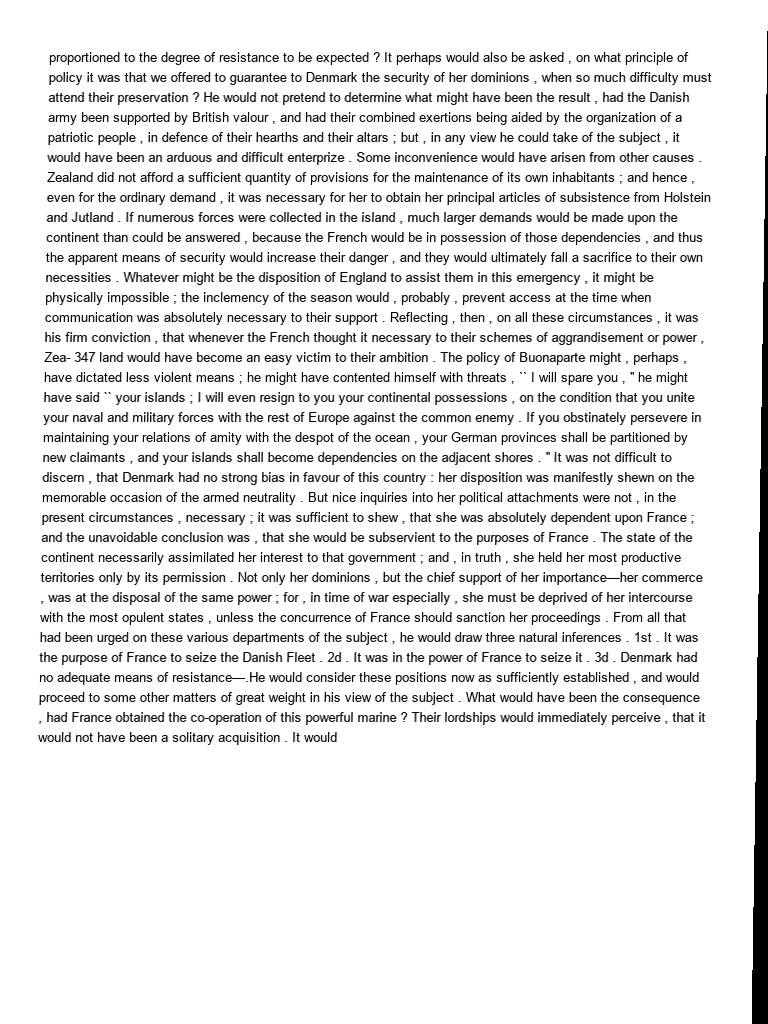 proportioned to the degree of resistance to be expected ? It perhaps would also be asked , on what principle of
policy it was that we offered to guarantee to Denmark the security of her dominions , when so much difficulty must
attend their preservation ? He would not pretend to determine what might have been the result , had the Danish
army been supported by British valour , and had their combined exertions being aided by the organization of a
patriotic people , in defence of their hearths and their altars ; but , in any view he could take of the subject , it
would have been an arduous and difficult enterprize . Some inconvenience would have arisen from other causes .
Zealand did not afford a sufficient quantity of provisions for the maintenance of its own inhabitants ; and hence ,
even for the ordinary demand , it was necessary for her to obtain her principal articles of subsistence from Holstein
and Jutland . If numerous forces were collected in the island , much larger demands would be made upon the
continent than could be answered , because the French would be in possession of those dependencies , and thus
the apparent means of security would increase their danger , and they would ultimately fall a sacrifice to their own
necessities . Whatever might be the disposition of England to assist them in this emergency , it might be
physically impossible ; the inclemency of the season would , probably , prevent access at the time when
communication was absolutely necessary to their support . Reflecting , then , on all these circumstances , it was
his firm conviction , that whenever the French thought it necessary to their schemes of aggrandisement or power ,
Zea- 347 land would have become an easy victim to their ambition . The policy of Buonaparte might , perhaps ,
have dictated less violent means ; he might have contented himself with threats , `` I will spare you , " he might
have said `` your islands ; I will even resign to you your continental possessions , on the condition that you unite
your naval and military forces with the rest of Europe against the common enemy . If you obstinately persevere in
maintaining your relations of amity with the despot of the ocean , your German provinces shall be partitioned by
new claimants , and your islands shall become dependencies on the adjacent shores . " It was not difficult to
discern , that Denmark had no strong bias in favour of this country : her disposition was manifestly shewn on the
memorable occasion of the armed neutrality . But nice inquiries into her political attachments were not , in the
present circumstances , necessary ; it was sufficient to shew , that she was absolutely dependent upon France ;
and the unavoidable conclusion was , that she would be subservient to the purposes of France . The state of the
continent necessarily assimilated her interest to that government ; and , in truth , she held her most productive
territories only by its permission . Not only her dominions , but the chief support of her importance—her commerce
, was at the disposal of the same power ; for , in time of war especially , she must be deprived of her intercourse
with the most opulent states , unless the concurrence of France should sanction her proceedings . From all that
had been urged on these various departments of the subject , he would draw three natural inferences . 1st . It was
the purpose of France to seize the Danish Fleet . 2d . It was in the power of France to seize it . 3d . Denmark had
no adequate means of resistance—.He would consider these positions now as sufficiently established , and would
proceed to some other matters of great weight in his view of the subject . What would have been the consequence
, had France obtained the co-operation of this powerful marine ? Their lordships would immediately perceive , that it
would not have been a solitary acquisition . It would